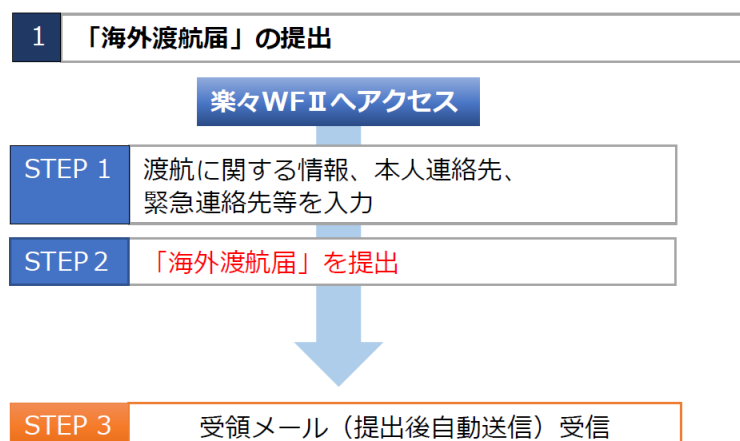 1 「海外渡航届」の提出
楽々WFⅡへアクセス
STEP 1 渡航に関する情報、本人連絡先、
緊急連絡先等を入力
STEP 2 「海外渡航届」を提出
STEP 3 受領メール（提出後自動送信）受信